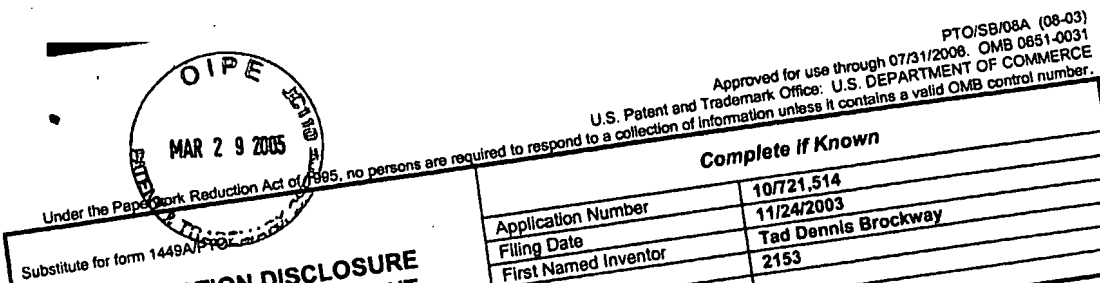 PTO/SB/08A (08-03)
Approved for use through 07/31/2006. OMB 0651-0031
U.S. Patent and Trademark Office: U.S. DEPARTMENT OF COMMERCE
Under the Paperwork Reduction Act of 1995, no persons are required to respond to a collection of information unless it contains a valid OMB control number.
OIPE
MAR 2 9 2005
Substitute for form 1449A/PTO
DISCLOSURE
Complete if Known
Application Number 10/721,514
Filing Date 11/24/2003
First Named Inventor Tad Dennis Brockway
2153